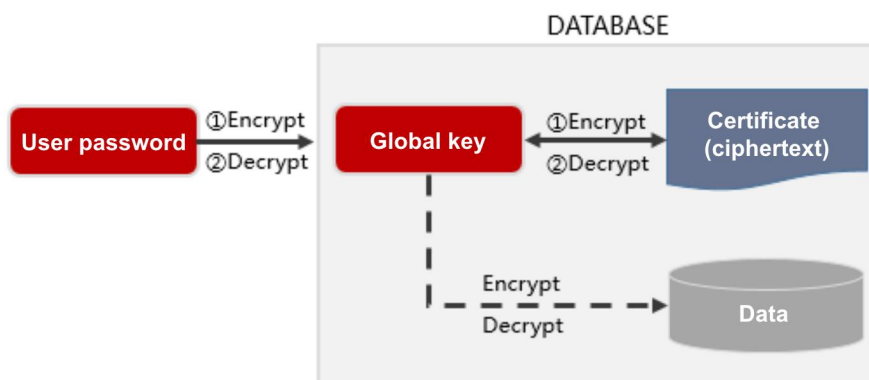 DATABASE
User password
①Encrypt
②Decrypt
Global key
①Encrypt
②Decrypt
Certificate
(ciphertext)
Encrypt
Decrypt
Data